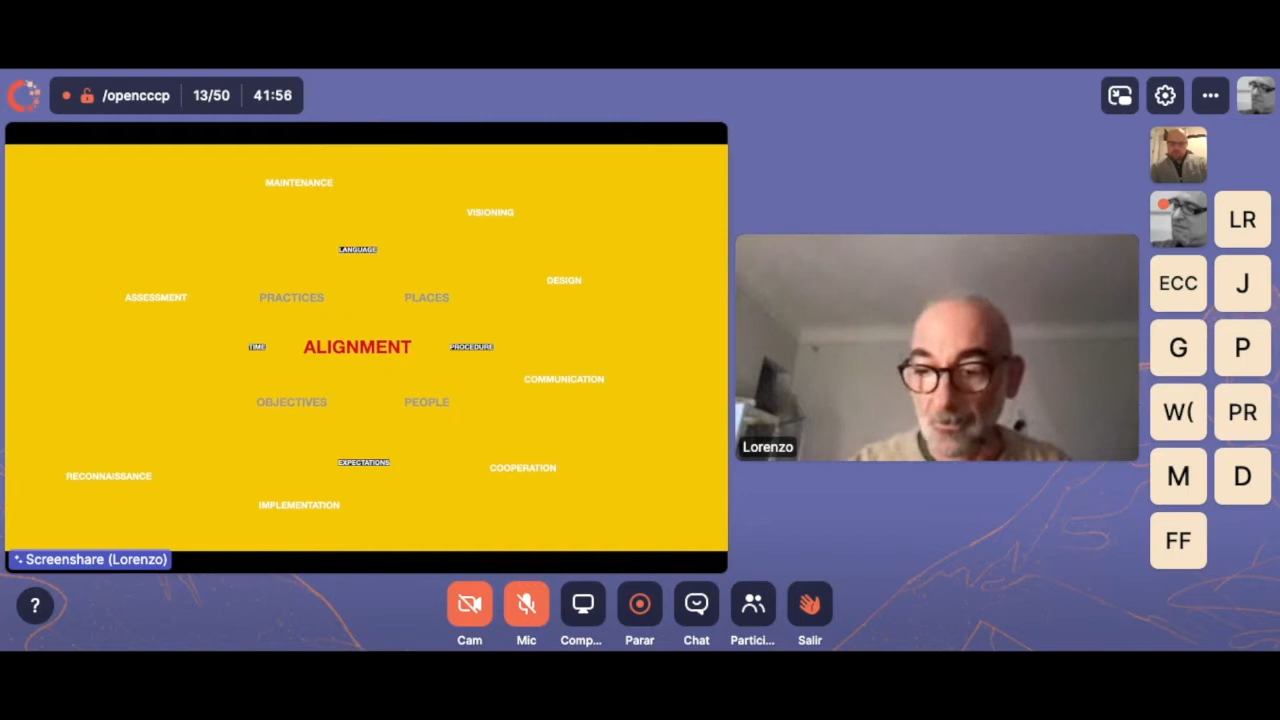 /opencccp 13/50 41:56
MAINTENANCE
VISIONING
LANGUAGE
DESIGN
ASSESSMENT PRACTICES PLACES
TIME ALIGNMENT PROCEDURE
COMMUNICATION
OBJECTIVES PEOPLE
EXPECTATIONS
COOPERATION
RECONNAISSANCE
IMPLEMENTATION
Screenshare (Lorenzo)
Lorenzo
LR
ECC J
G P
W( PR
M D
FF
?
Cam Mic Comp... Parar Chat Partici... Salir